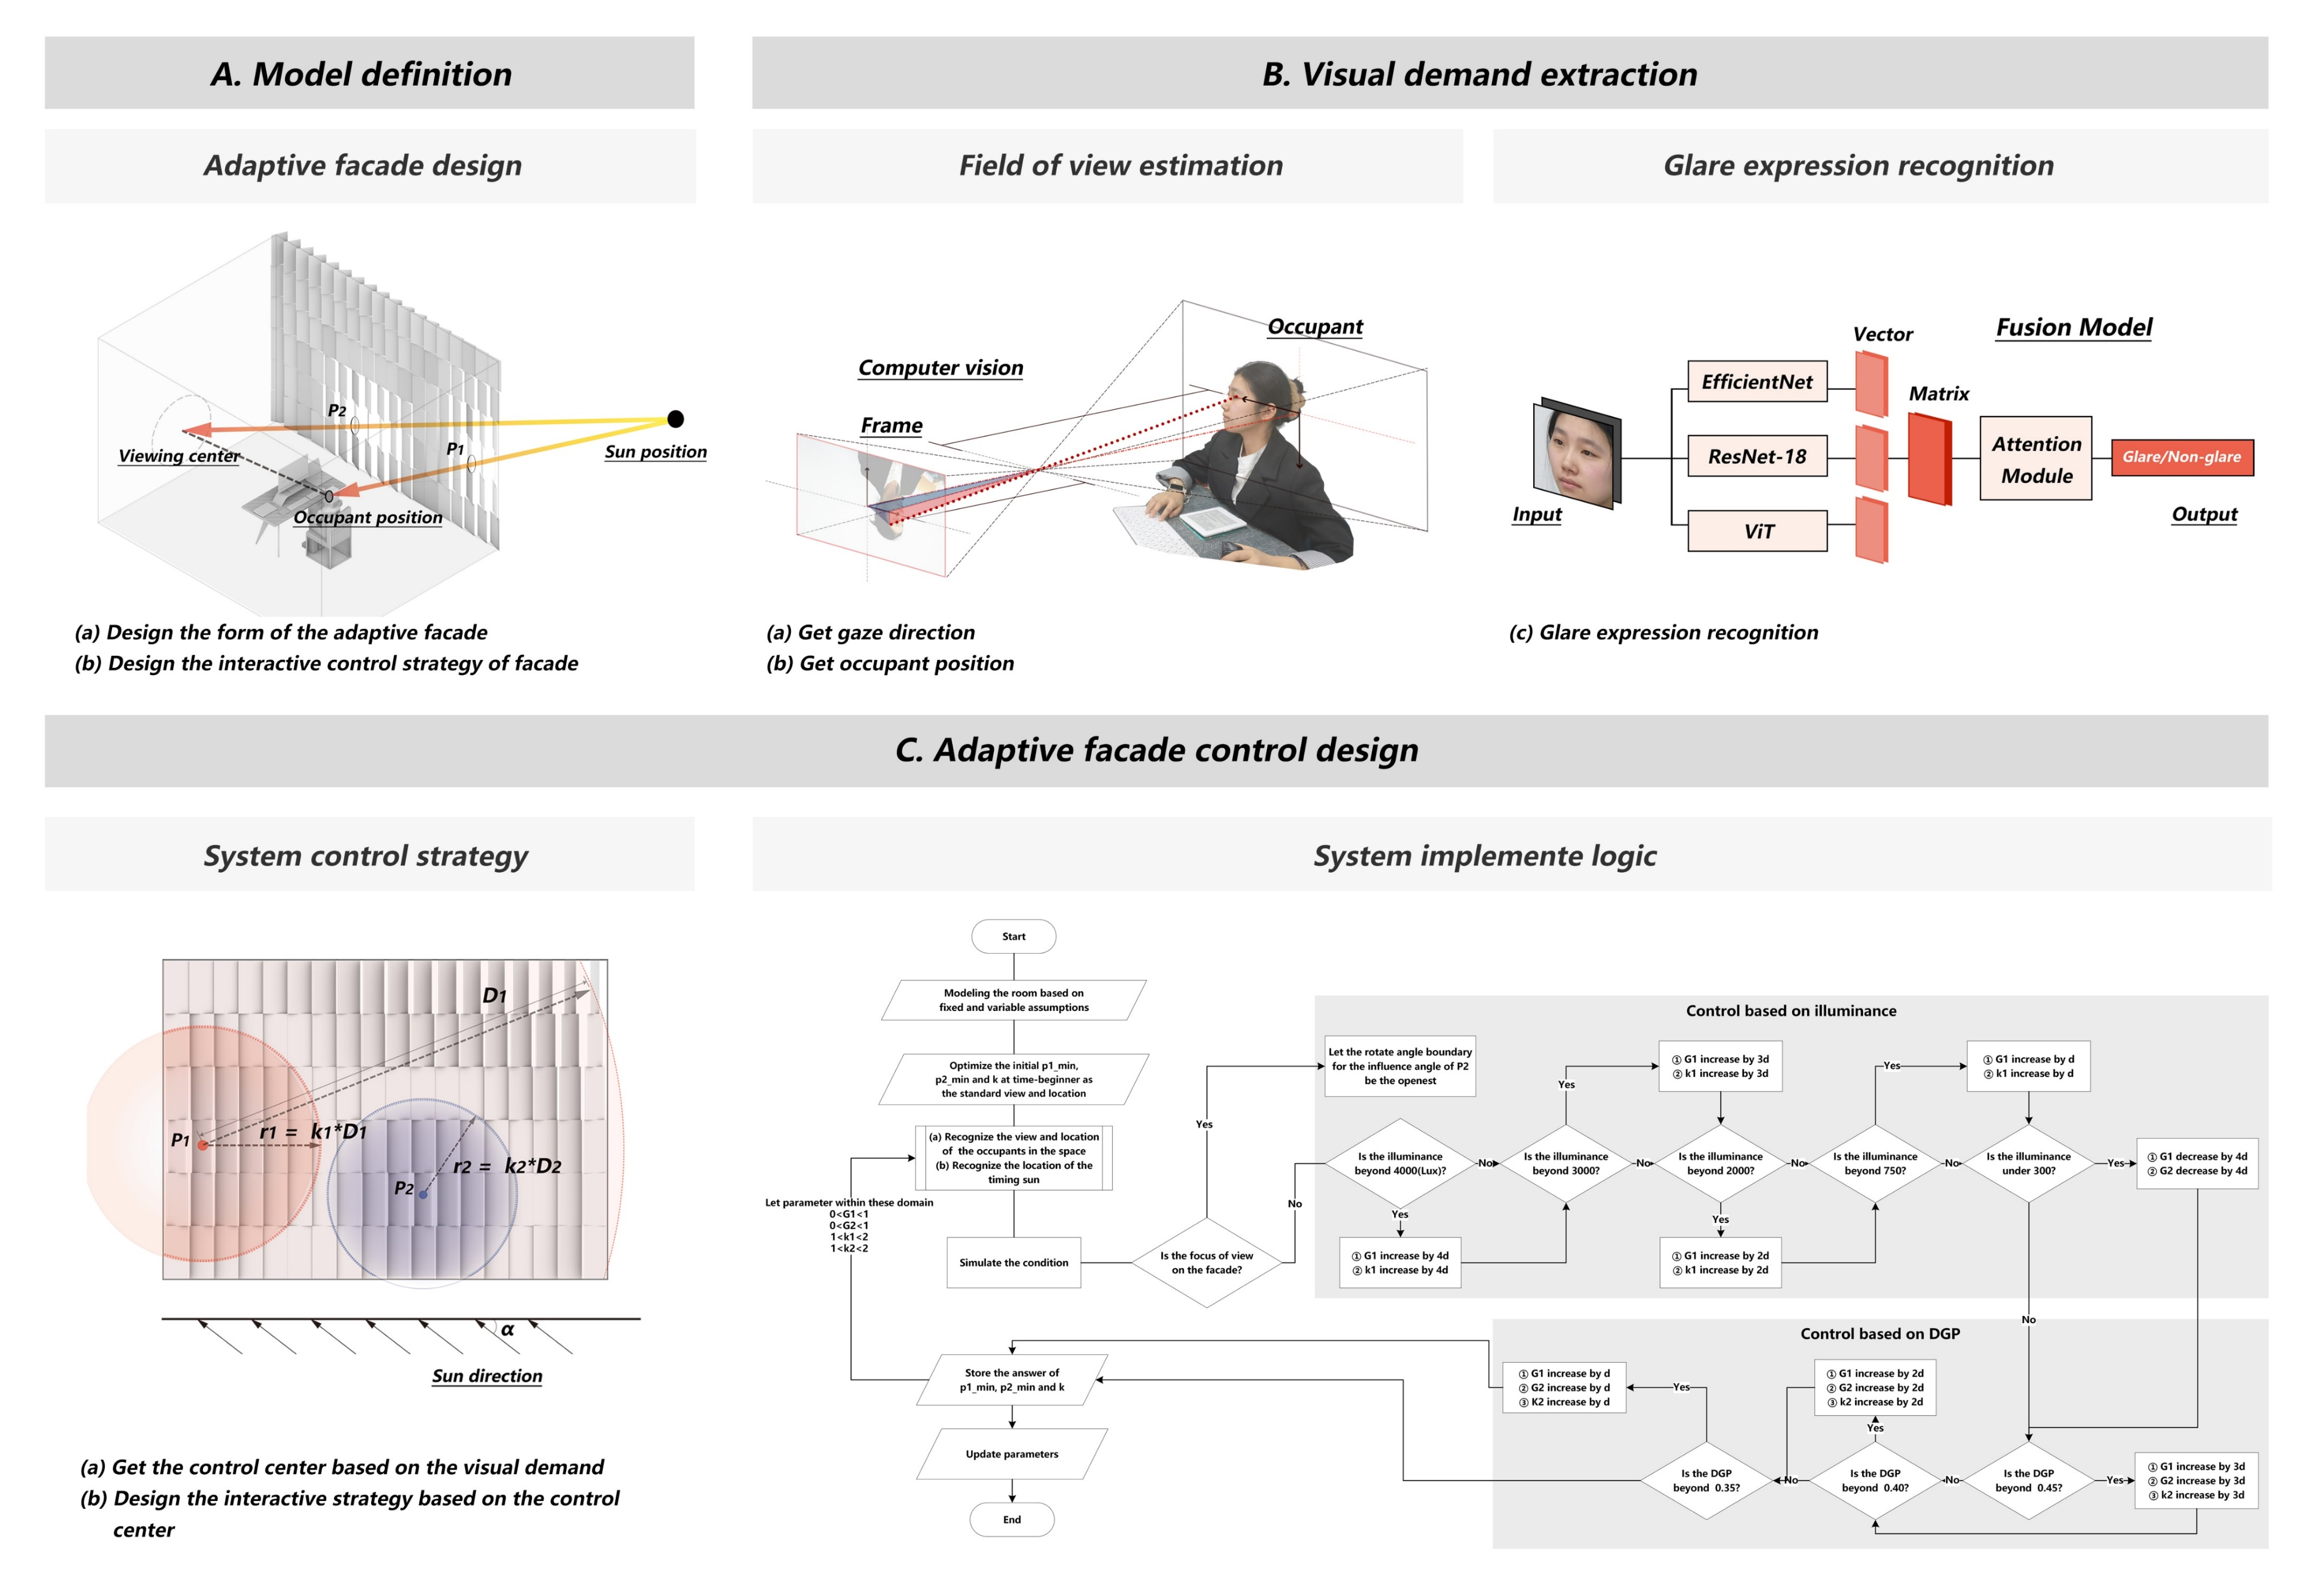 A. Model definition
B. Visual demand extraction
Adaptive facade design
Field of view estimation
Glare expression recognition
P2
P1
Viewing center
Sun position
Occupant position
(a) Design the form of the adaptive facade
(b) Design the interactive control strategy of facade
Occupant
Computer vision
Frame
(a) Get gaze direction
(b) Get occupant position
Vector
Fusion Model
EfficientNet
Matrix
ResNet-18
Attention
Module
Glare/Non-glare
ViT
Input
Output
(c) Glare expression recognition
C. Adaptive facade control design
System control strategy
System implemente logic
D1
P1
r1 = k1*D1
r2 = k2*D2
P2
α
Sun direction
(a) Get the control center based on the visual demand
(b) Design the interactive strategy based on the control
center
Start
Modeling the room based on
fixed and variable assumptions
Optimize the initial p1_min,
p2_min and k at time-beginner as
the standard view and location
(a) Recognize the view and location
of the occupants in the space
(b) Recognize the location of the
timing sun
Let parameter within these domain
0<G1<1
0<G2<1
1<k1<2
1<k2<2
Simulate the condition
Is the focus of view
on the facade?
Yes
No
Control based on illuminance
Let the rotate angle boundary
for the influence angle of P2
be the openest
Is the illuminance
beyond 4000(Lux)?
Yes
① G1 increase by 4d
② k1 increase by 4d
No
Is the illuminance
beyond 3000?
Yes
① G1 increase by 3d
② k1 increase by 3d
No
Is the illuminance
beyond 2000?
Yes
① G1 increase by 2d
② k1 increase by 2d
No
Is the illuminance
beyond 750?
Yes
① G1 increase by d
② k1 increase by d
No
Is the illuminance
under 300?
Yes
① G1 decrease by 4d
② G2 decrease by 4d
No
Control based on DGP
Is the DGP
beyond 0.45?
Yes
① G1 increase by 3d
② G2 increase by 3d
③ k2 increase by 3d
No
Is the DGP
beyond 0.40?
Yes
① G1 increase by 2d
② G2 increase by 2d
③ k2 increase by 2d
No
Is the DGP
beyond 0.35?
Yes
① G1 increase by d
② G2 increase by d
③ K2 increase by d
Store the answer of
p1_min, p2_min and k
Update parameters
End